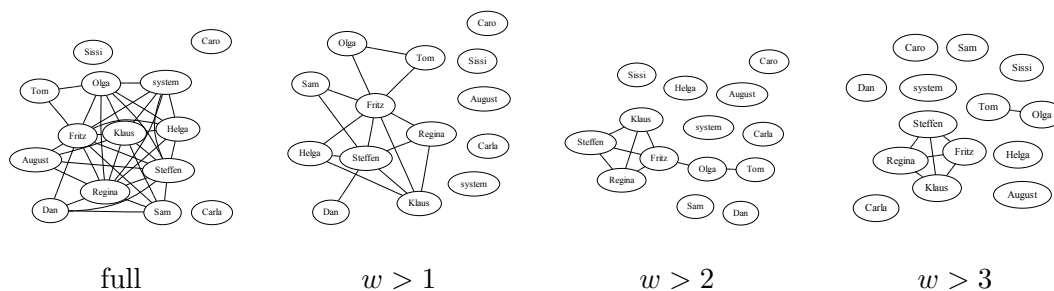 Caro
Sissi
Tom
Olga
system
Fritz
Klaus
Helga
August
Steffen
Regina
Dan
Sam
Carla
full
Caro
Olga
Tom
Sissi
Sam
Fritz
August
Regina
Helga
Steffen
Carla
system
Dan
Klaus
w > 1
Caro
Sissi
Helga
August
Klaus
system
Carla
Steffen
Fritz
Olga
Tom
Regina
Sam
Dan
w > 2
Caro
Sam
Sissi
Dan
system
Tom
Olga
Steffen
Fritz
Regina
Helga
Klaus
August
Carla
w > 3